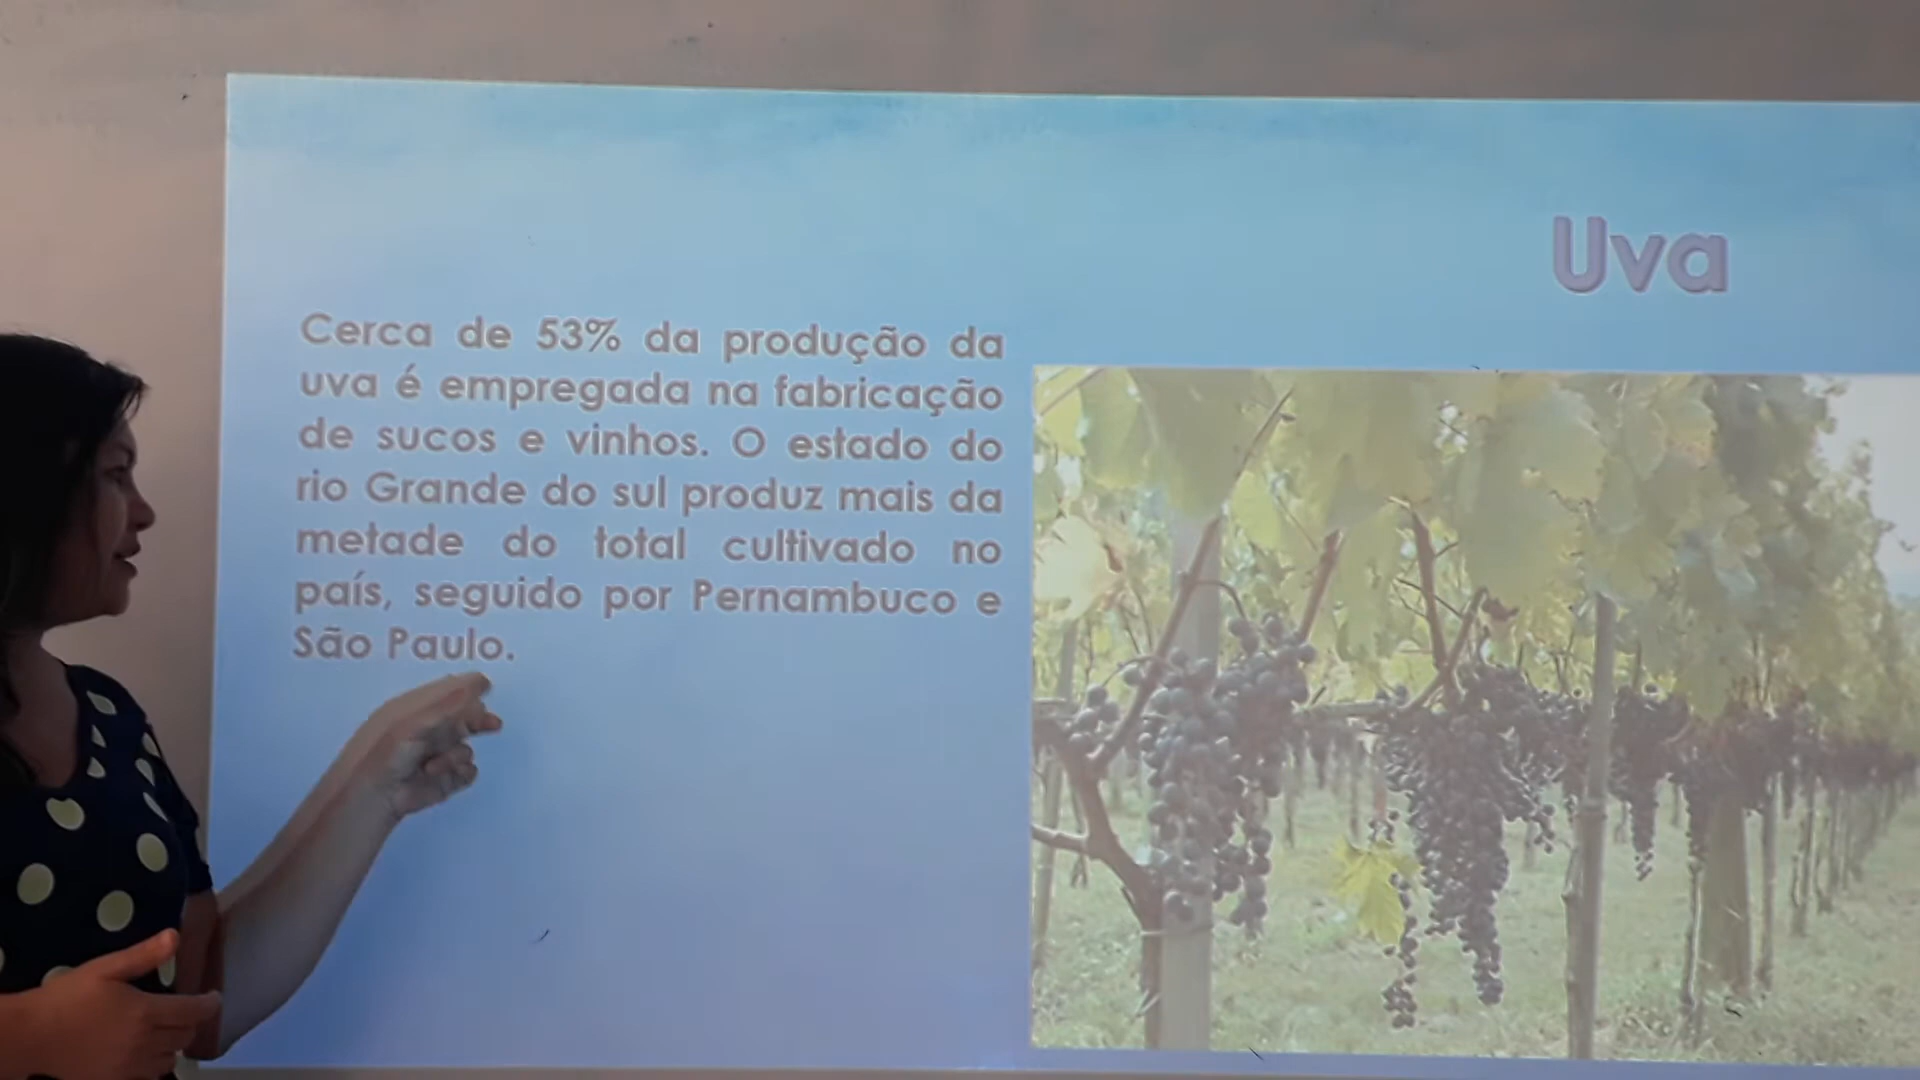 Uva
Cerca de 53% da produção da
uva é empregada na fabricação
de sucos e vinhos. O estado do
rio Grande do sul produz mais da
metade do total cultivado no
país, seguido por Pernambuco e
São Paulo.